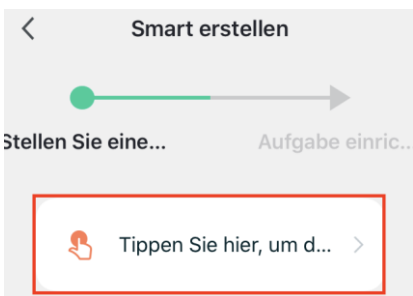 Smart erstellen
Stellen Sie eine...
Aufgabe einric..
Tippen Sie hier, um d...